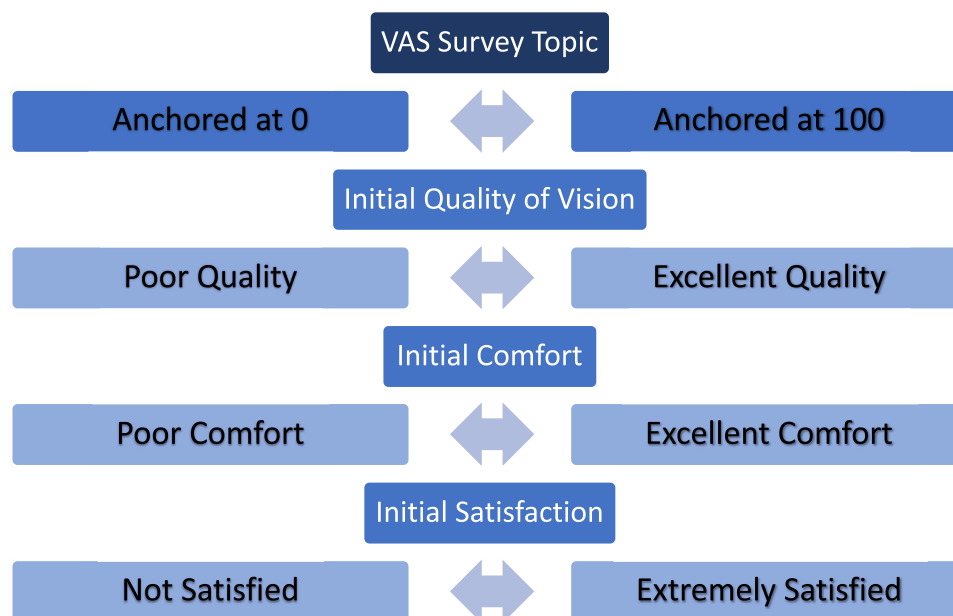 VAS Survey Topic
Anchored at 0
Anchored at 100
Initial Quality of Vision
Poor Quality
Excellent Quality
Initial Comfort
Poor Comfort
Excellent Comfort
Initial Satisfaction
Not Satisfied
Extremely Satisfied